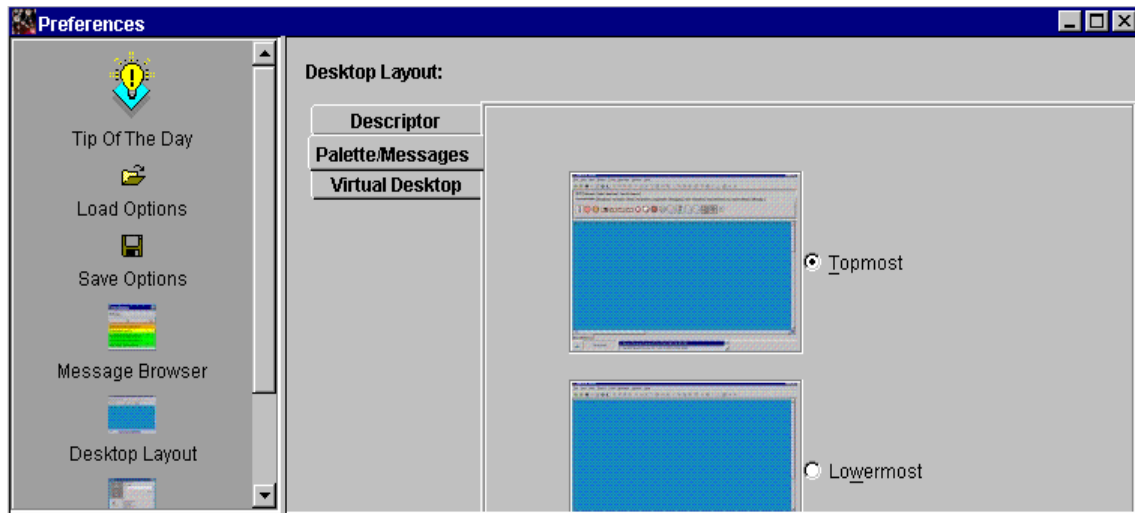 Preferences
Tip Of The Day
Load Options
Save Options
Message Browser
Desktop Layout
Desktop Layout:
Descriptor
Palette/Messages
Virtual Desktop
Topmost
Lowermost